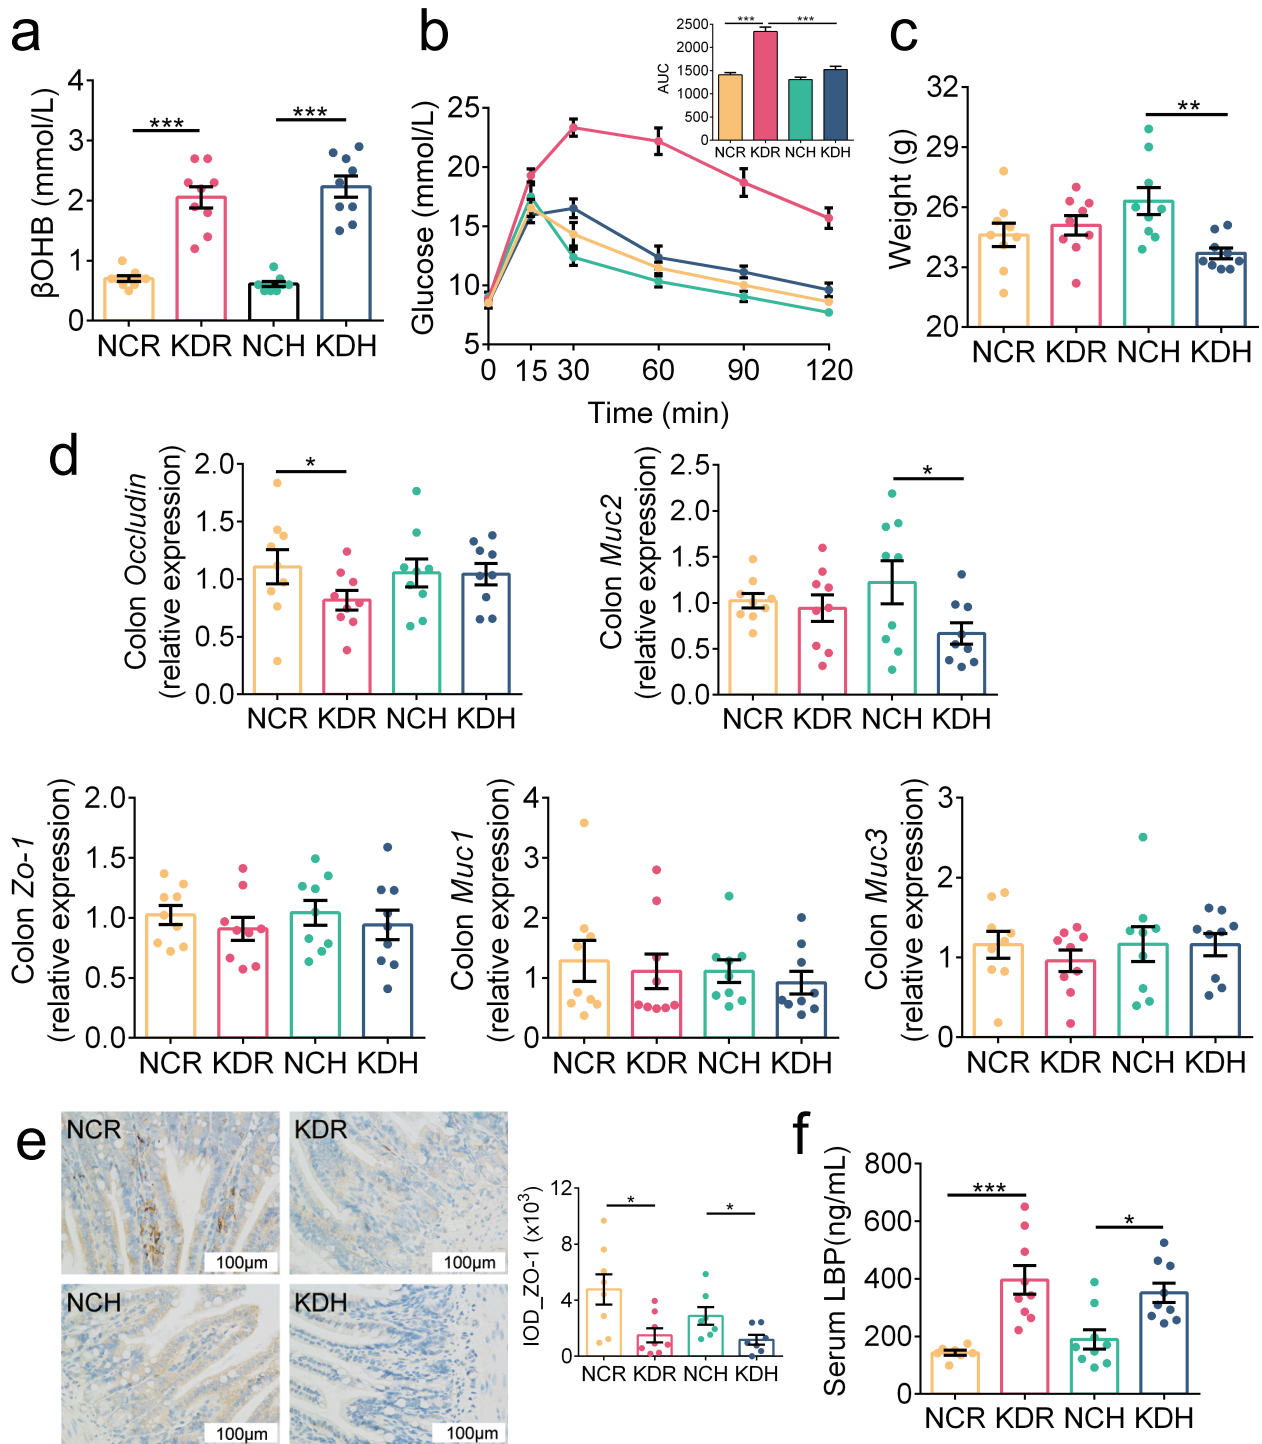 a
βOHB (mmol/L)
4
3
2
1
0
***
***
NCR KDR NCH KDH
b
Glucose (mmol/L)
25
20
15
10
5
0 15 30 60 90 120
Time (min)
AUC
2500
2000
1500
1000
500
0
***
***
NCR KDR NCH KDH
c
Weight (g)
32
29
26
23
20
**
NCR KDR NCH KDH
d
Colon Occludin
(relative expression)
2.0
1.5
1.0
0.5
0.0
*
NCR KDR NCH KDH
Colon Muc2
(relative expression)
2.5
2.0
1.5
1.0
0.5
0.0
*
NCR KDR NCH KDH
Colon Zo-1
(relative expression)
2.0
1.5
1.0
0.5
0.0
NCR KDR NCH KDH
Colon Muc1
(relative expression)
4
3
2
1
0
NCR KDR NCH KDH
Colon Muc3
(relative expression)
3
2
1
0
NCR KDR NCH KDH
e
NCR
100μm
KDR
100μm
NCH
100μm
KDH
100μm
IOD_ZO-1 (x10³)
12
8
4
0
*
*
NCR KDR NCH KDH
f
Serum LBP(ng/mL)
800
600
400
200
0
***
*
NCR KDR NCH KDH